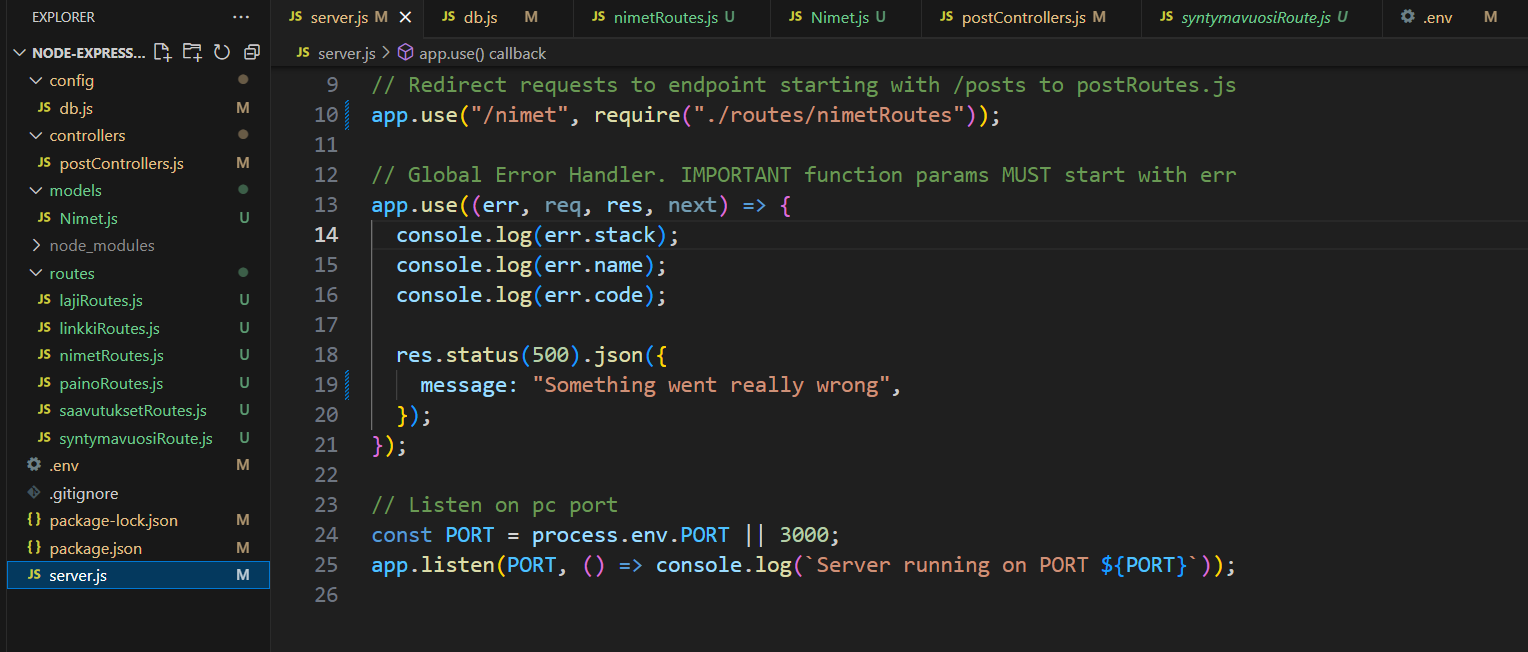 EXPLORER ...
NODE-EXPRESS...
config
JS db.js M
controllers
JS postControllers.js M
models
JS Nimet.js U
node_modules
routes
JS lajiRoutes.js U
JS linkkiRoutes.js U
JS nimetRoutes.js U
JS painoRoutes.js U
JS saavutuksetRoutes.js U
JS syntymavuosiRoute.js U
.env M
.gitignore
{} package-lock.json M
{} package.json M
JS server.js M
JS server.js M JS db.js M JS nimetRoutes.js U JS Nimet.js U JS postControllers.js M JS syntymavuosiRoute.js U .env M
JS server.js > app.use() callback
9 // Redirect requests to endpoint starting with /posts to postRoutes.js
10 app.use("/nimet", require("./routes/nimetRoutes"));
11
12 // Global Error Handler. IMPORTANT function params MUST start with err
13 app.use((err, req, res, next) => {
14 console.log(err.stack);
15 console.log(err.name);
16 console.log(err.code);
17
18 res.status(500).json({
19 message: "Something went really wrong",
20 });
21 });
22
23 // Listen on pc port
24 const PORT = process.env.PORT || 3000;
25 app.listen(PORT, () => console.log(`Server running on PORT ${PORT}`));
26